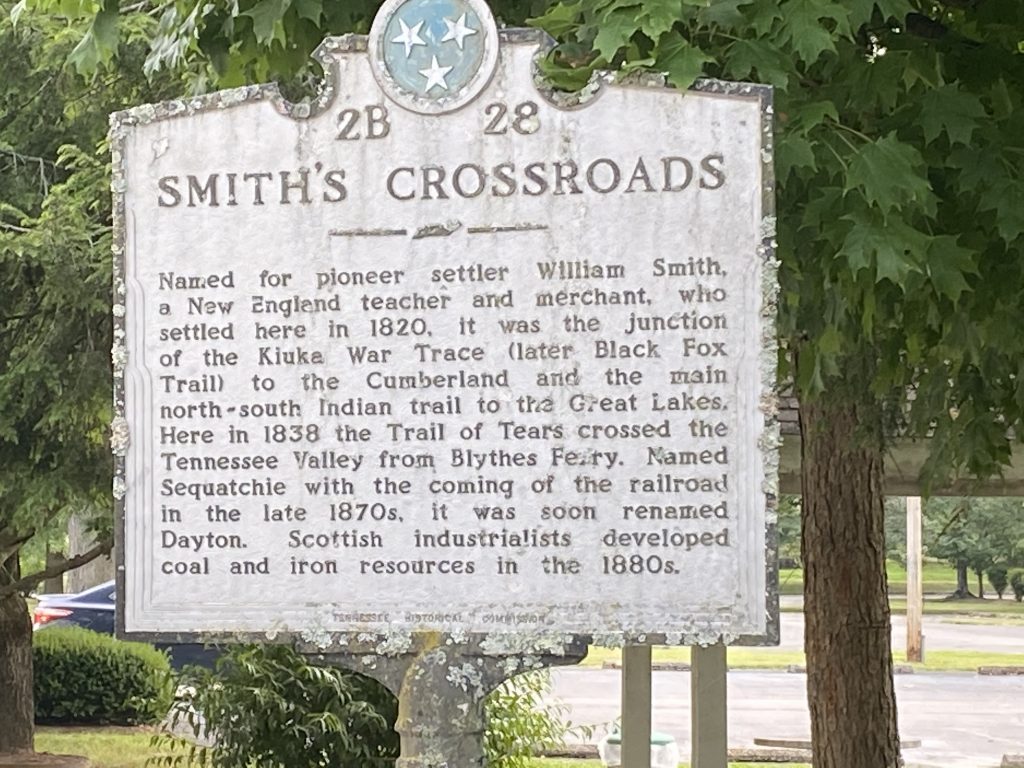 2B 28
SMITH'S CROSSROADS
Named for pioneer settler William Smith,
a New England teacher and merchant, who
settled here in 1820, it was the junction
of the Kiuka War Trace (later Black Fox
Trail) to the Cumberland and the main
north-south Indian trail to the Great Lakes.
Here in 1838 the Trail of Tears crossed the
Tennessee Valley from Blythes Ferry. Named
Sequatchie with the coming of the railroad
in the late 1870s, it was soon renamed
Dayton. Scottish industrialists developed
coal and iron resources in the 1880s.
TENNESSEE HISTORICAL COMMISSION